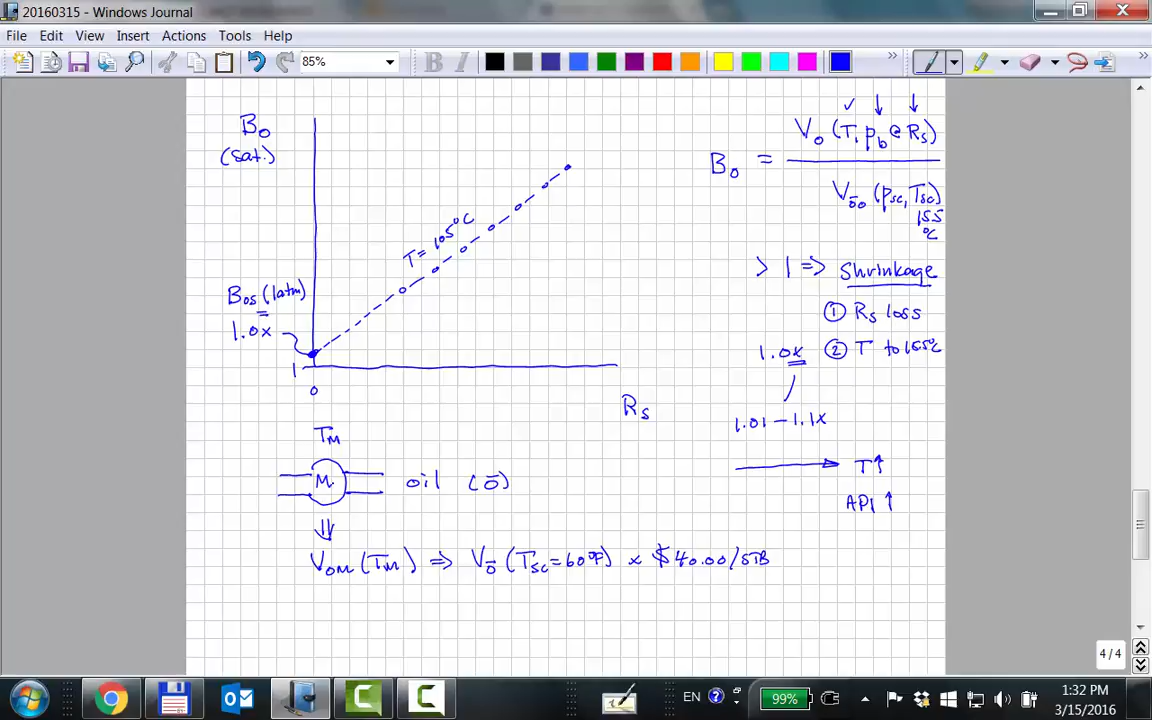 20160315 - Windows Journal
File Edit View Insert Actions Tools Help
85%
B I
Bo
(sat.)
T = 105°C
Bos (1atm)
1.0x
1
0
Rs
Bo = Vo (T, pb @ Rs)
Vōo (psc, Tsc)
15.5
°C
> 1 => Shrinkage
① Rs loss
1.0x ② T to 15.5°C
1.01 - 1.1x
T↑
API ↑
TM
M. oil (ō)
VOM (TM) => Vō (Tsc = 60°F) x $40.00/STB
4/4
EN
99%
1:32 PM
3/15/2016